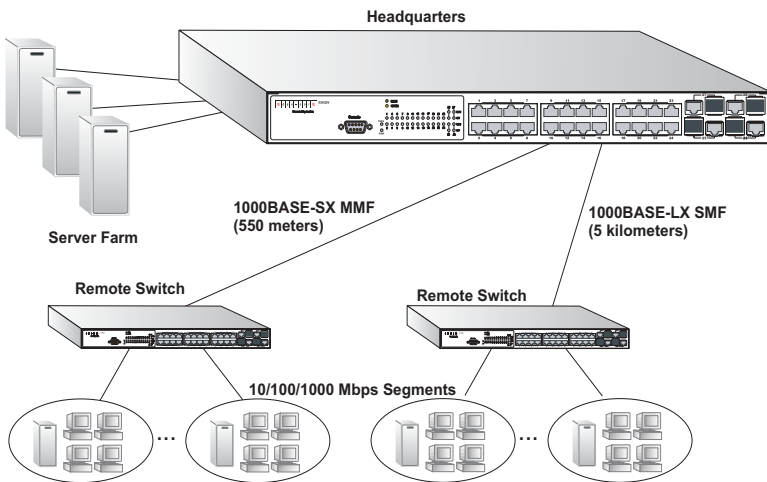 Headquarters
Console
1000BASE-SX MMF
(550 meters)
1000BASE-LX SMF
(5 kilometers)
Server Farm
Remote Switch
Remote Switch
10/100/1000 Mbps Segments
...
...